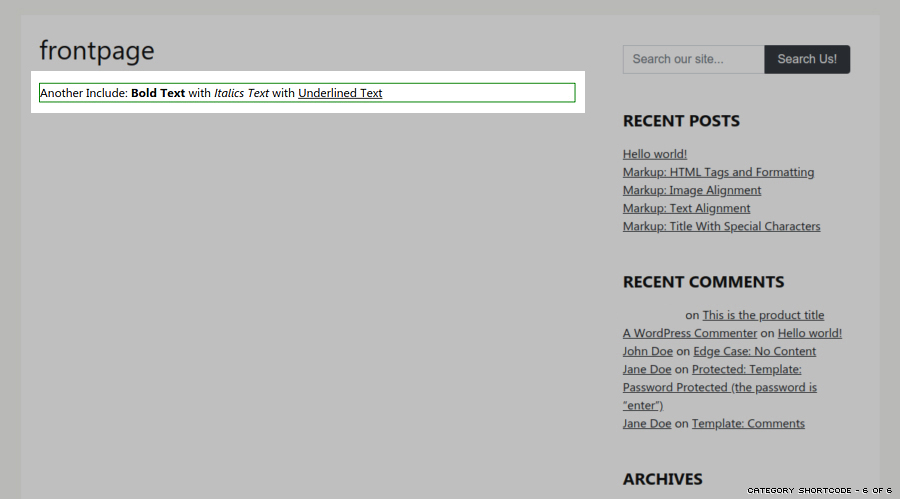 frontpage
Another Include: Bold Text with Italics Text with Underlined Text
Search our site...
Search Us!
RECENT POSTS
Hello world!
Markup: HTML Tags and Formatting
Markup: Image Alignment
Markup: Text Alignment
Markup: Title With Special Characters
RECENT COMMENTS
on This is the product title
A WordPress Commenter on Hello world!
John Doe on Edge Case: No Content
Jane Doe on Protected: Template:
Password Protected (the password is
“enter”)
Jane Doe on Template: Comments
ARCHIVES
CATEGORY SHORTCODE - 6 OF 6